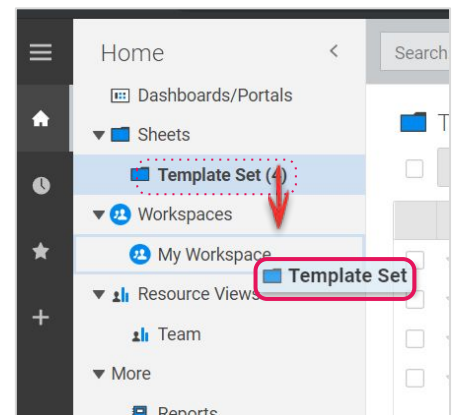 Home
Search
Dashboards/Portals
Sheets
Template Set (4)
Workspaces
My Workspace
Template Set
Resource Views
Team
More
Reports